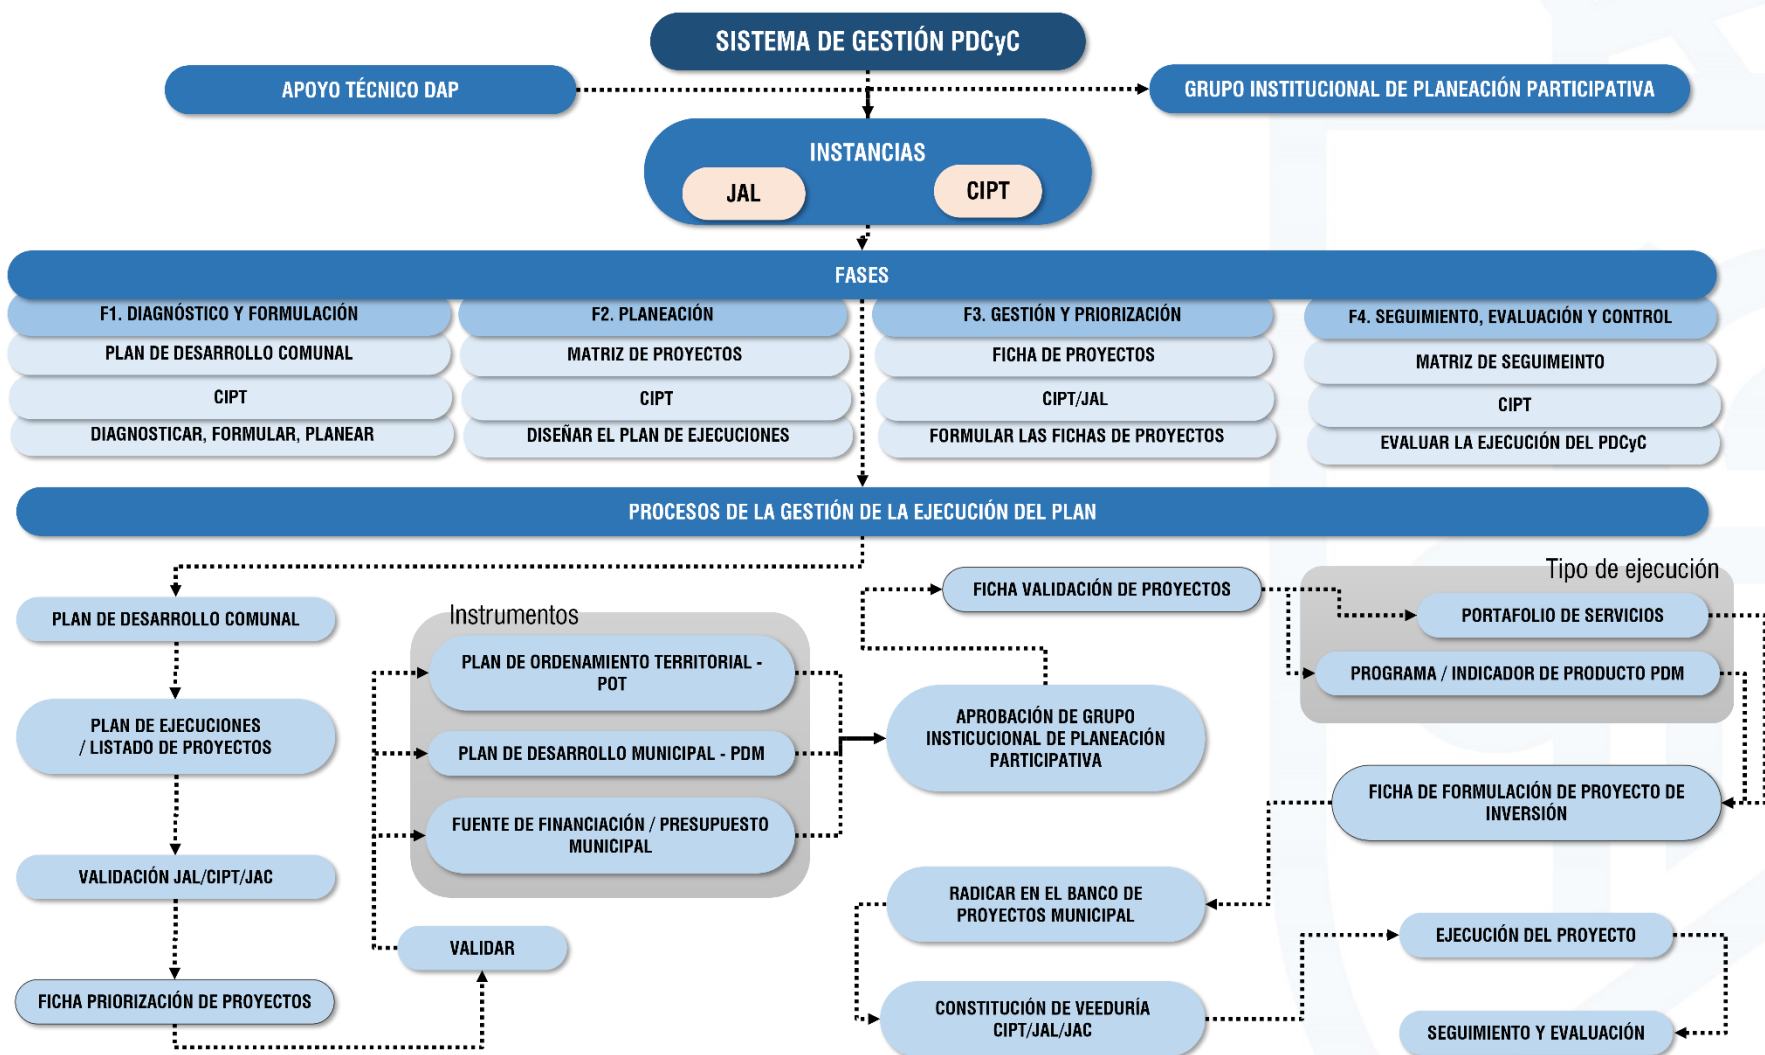 SISTEMA DE GESTIÓN PDCyC
APOYO TÉCNICO DAP
GRUPO INSTITUCIONAL DE PLANEACIÓN PARTICIPATIVA
INSTANCIAS
JAL
CIPT
FASES
F1. DIAGNÓSTICO Y FORMULACIÓN
PLAN DE DESARROLLO COMUNAL
CIPT
DIAGNOSTICAR, FORMULAR, PLANEAR
F2. PLANEACIÓN
MATRIZ DE PROYECTOS
CIPT
DISEÑAR EL PLAN DE EJECUCIONES
F3. GESTIÓN Y PRIORIZACIÓN
FICHA DE PROYECTOS
CIPT/JAL
FORMULAR LAS FICHAS DE PROYECTOS
F4. SEGUIMIENTO, EVALUACIÓN Y CONTROL
MATRIZ DE SEGUIMEINTO
CIPT
EVALUAR LA EJECUCIÓN DEL PDCyC
PROCESOS DE LA GESTIÓN DE LA EJECUCIÓN DEL PLAN
PLAN DE DESARROLLO COMUNAL
PLAN DE EJECUCIONES
/ LISTADO DE PROYECTOS
VALIDACIÓN JAL/CIPT/JAC
FICHA PRIORIZACIÓN DE PROYECTOS
VALIDAR
Instrumentos
PLAN DE ORDENAMIENTO TERRITORIAL -
POT
PLAN DE DESARROLLO MUNICIPAL - PDM
FUENTE DE FINANCIACIÓN / PRESUPUESTO
MUNICIPAL
APROBACIÓN DE GRUPO
INSTICUCIONAL DE PLANEACIÓN
PARTICIPATIVA
FICHA VALIDACIÓN DE PROYECTOS
Tipo de ejecución
PORTAFOLIO DE SERVICIOS
PROGRAMA / INDICADOR DE PRODUCTO PDM
FICHA DE FORMULACIÓN DE PROYECTO DE
INVERSIÓN
RADICAR EN EL BANCO DE
PROYECTOS MUNICIPAL
CONSTITUCIÓN DE VEEDURÍA
CIPT/JAL/JAC
EJECUCIÓN DEL PROYECTO
SEGUIMIENTO Y EVALUACIÓN